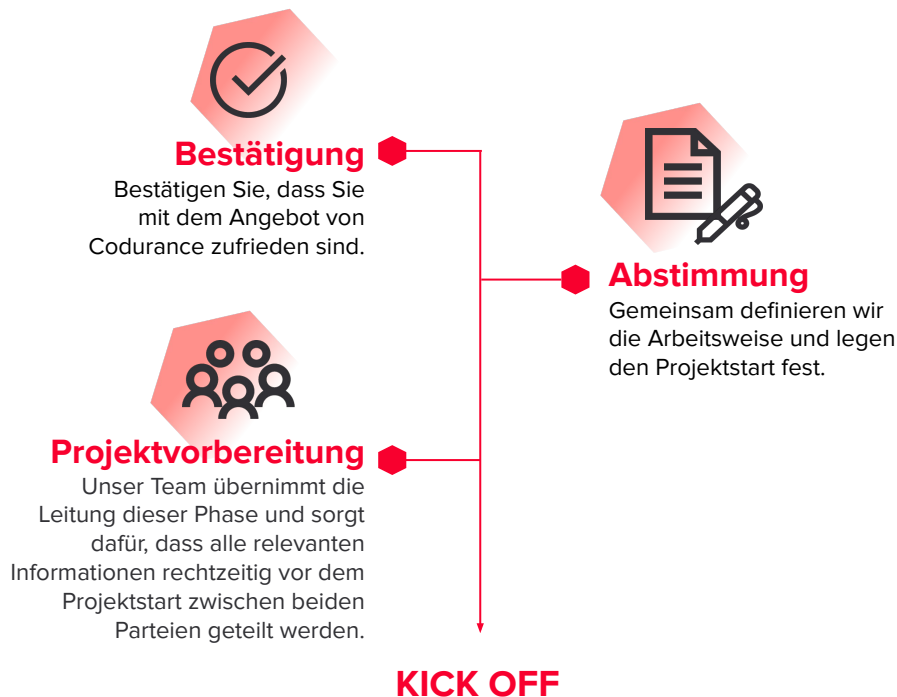 Bestätigung
Bestätigen Sie, dass Sie
mit dem Angebot von
Codurance zufrieden sind.
Abstimmung
Gemeinsam definieren wir
die Arbeitsweise und legen
den Projektstart fest.
Projektvorbereitung
Unser Team übernimmt die
Leitung dieser Phase und sorgt
dafür, dass alle relevanten
Informationen rechtzeitig vor dem
Projektstart zwischen beiden
Parteien geteilt werden.
KICK OFF